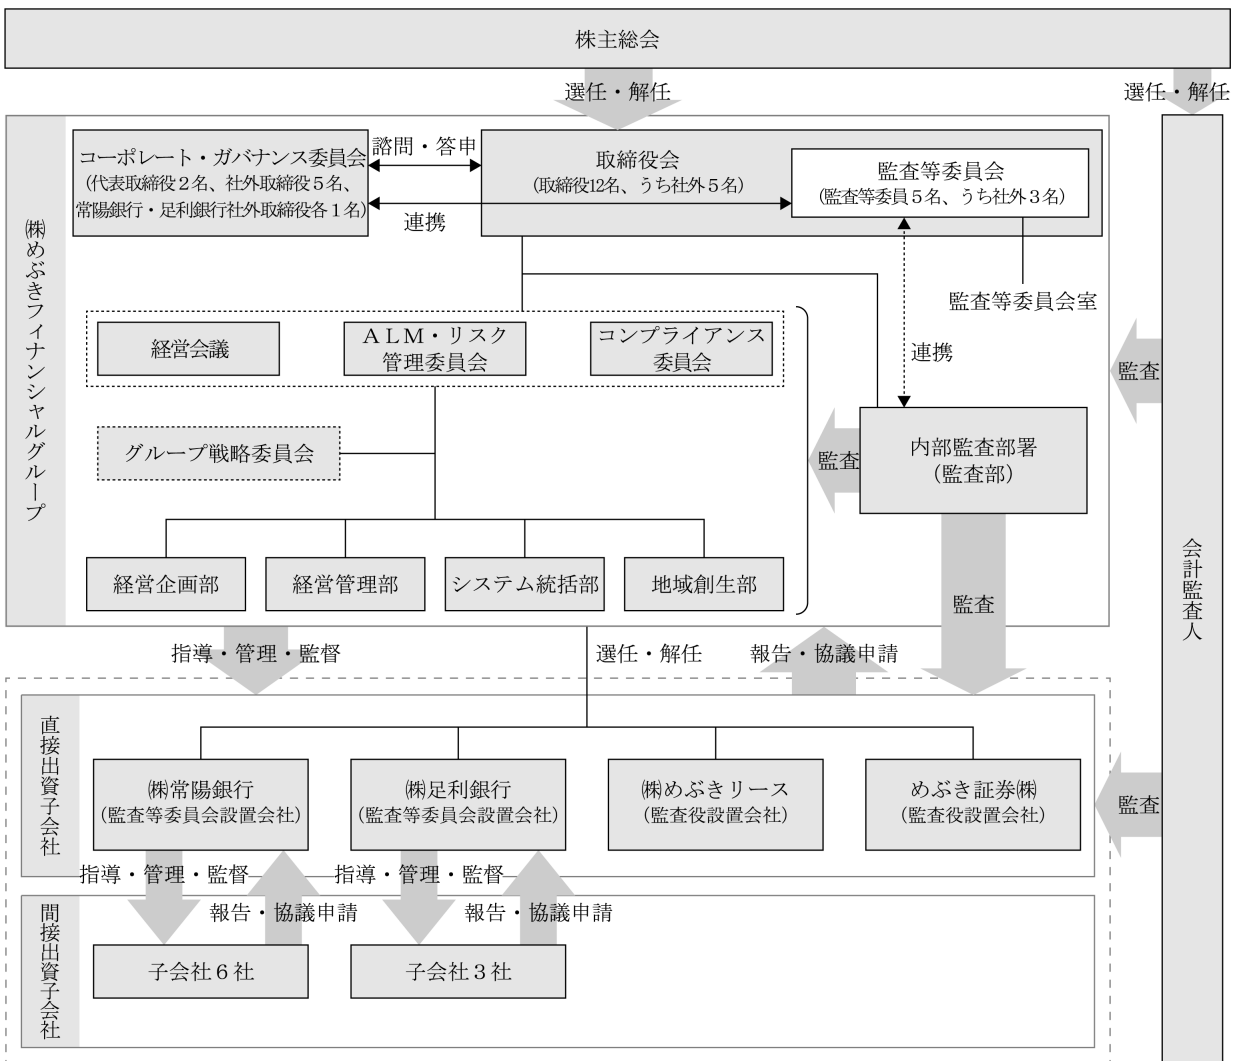 株主総会
選任・解任
選任・解任
㈱めぶきフィナンシャルグループ
コーポレート・ガバナンス委員会
(代表取締役2名、社外取締役5名、
常陽銀行・足利銀行社外取締役各1名)
諮問・答申
連携
取締役会
(取締役12名、うち社外5名)
監査等委員会
(監査等委員5名、うち社外3名)
監査等委員会室
経営会議
ALM・リスク
管理委員会
コンプライアンス
委員会
連携
監査
グループ戦略委員会
監査
内部監査部署
(監査部)
経営企画部
経営管理部
システム統括部
地域創生部
監査
会計監査人
指導・管理・監督
選任・解任
報告・協議申請
直接出資子会社
㈱常陽銀行
(監査等委員会設置会社)
㈱足利銀行
(監査等委員会設置会社)
㈱めぶきリース
(監査役設置会社)
めぶき証券㈱
(監査役設置会社)
監査
指導・管理・監督
報告・協議申請
指導・管理・監督
報告・協議申請
間接出資子会社
子会社6社
子会社3社